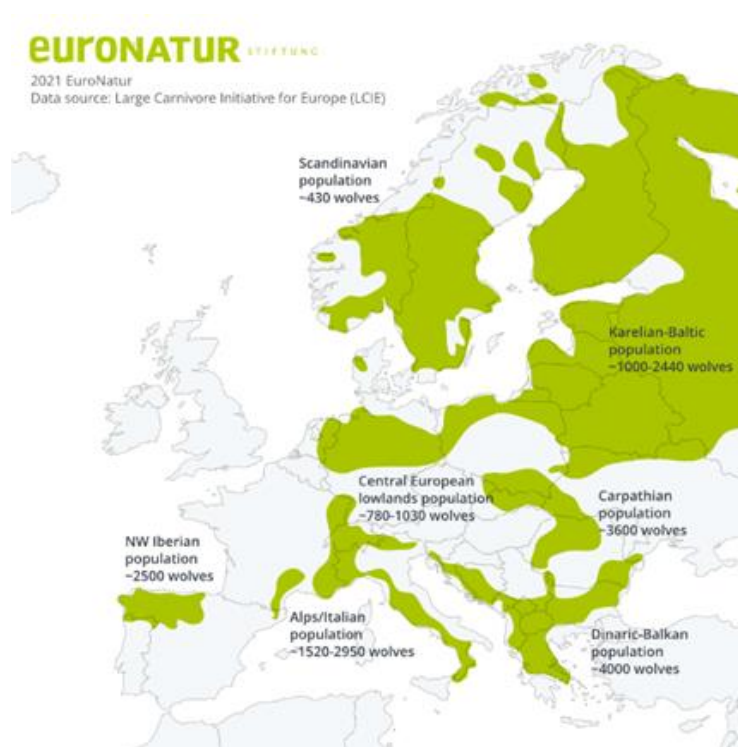 euroNATUR STIFTUNG
2021 EuroNatur
Data source: Large Carnivore Initiative for Europe (LCIE)
Scandinavian
population
~430 wolves
Karelian-Baltic
population
~1000-2440 wolves
Central European
lowlands population
~780-1030 wolves
Carpathian
population
~3600 wolves
NW Iberian
population
~2500 wolves
Alps/Italian
population
~1520-2950 wolves
Dinaric-Balkan
population
~4000 wolves